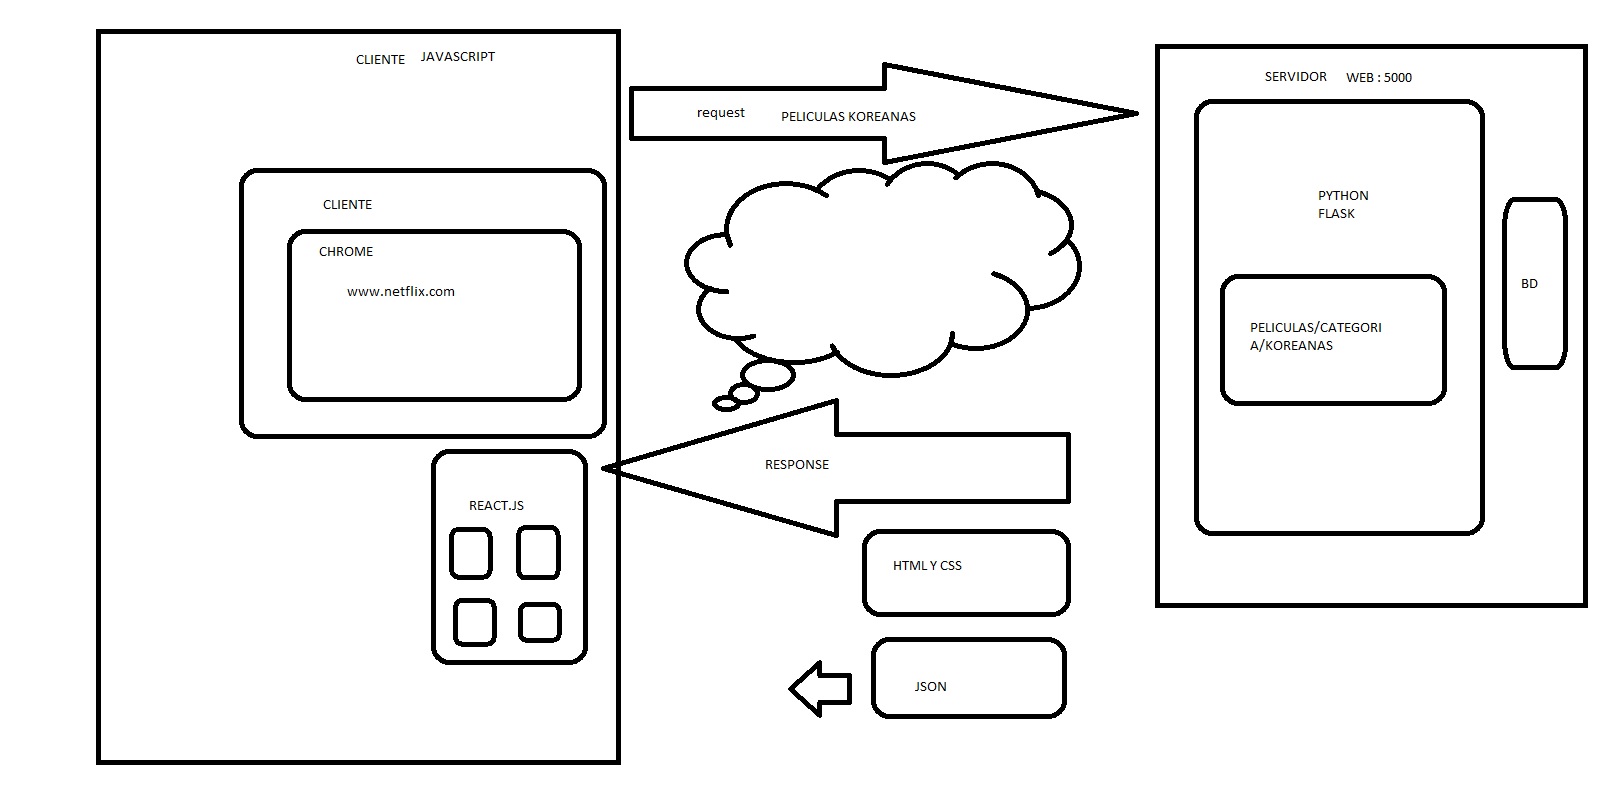 CLIENTE JAVASCRIPT
request PELICULAS KOREANAS
SERVIDOR WEB : 5000
CLIENTE
CHROME
www.netflix.com
PYTHON
FLASK
BD
PELICULAS/CATEGORI
A/KOREANAS
RESPONSE
REACT.JS
HTML Y CSS
JSON